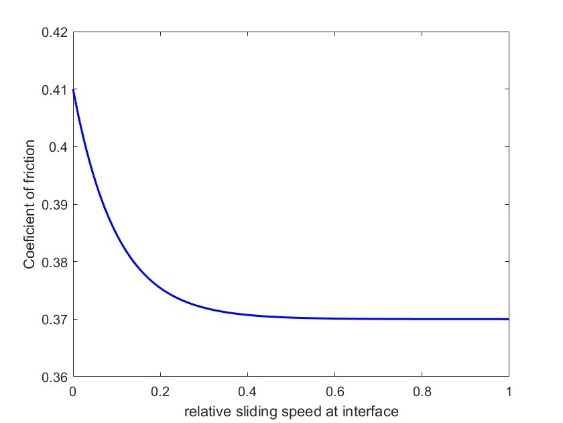 0.42
0.41
0.4
0.39
0.38
0.37
0.36
Coeficient of friction
0 0.2 0.4 0.6 0.8 1
relative sliding speed at interface